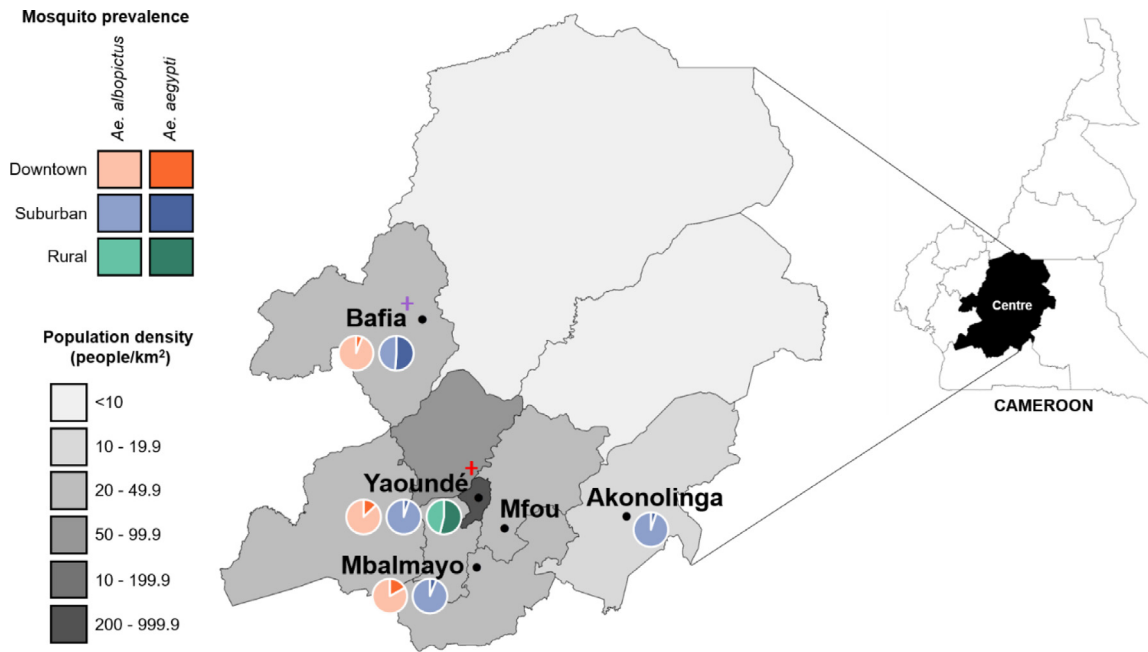 Mosquito prevalence
Ae. albopictus
Ae. aegypti
Downtown
Suburban
Rural
Population density
(people/km²)
<10
10 - 19.9
20 - 49.9
50 - 99.9
10 - 199.9
200 - 999.9
Bafia
Yaoundé
Mfou
Akonolinga
Mbalmayo
Centre
CAMEROON